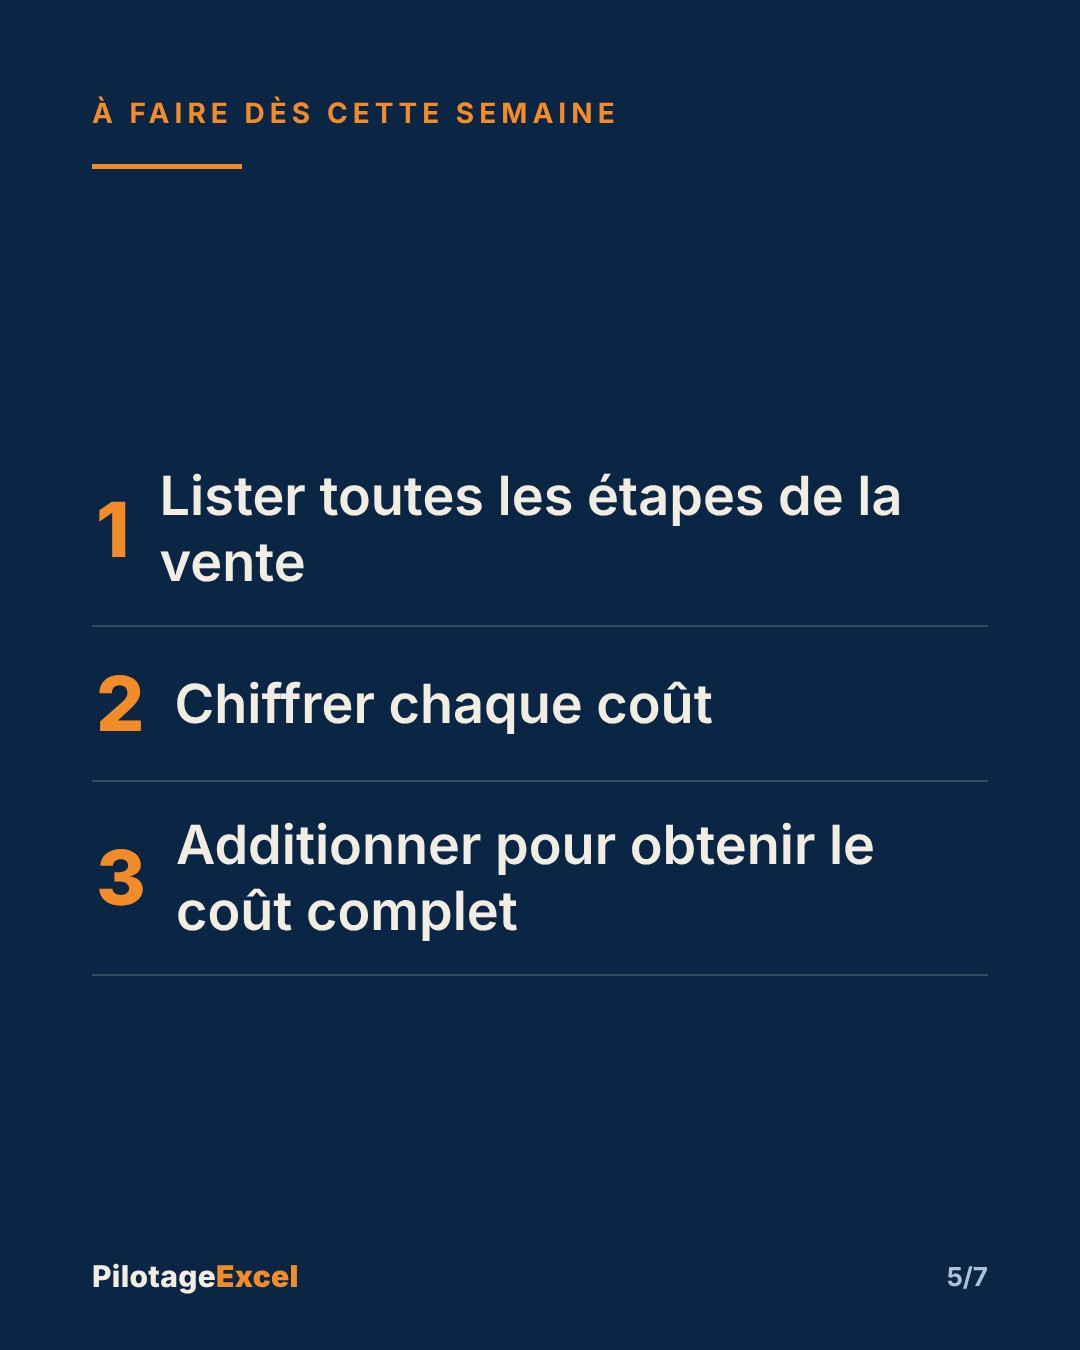 À FAIRE DÈS CETTE SEMAINE
1 Lister toutes les étapes de la
vente
2 Chiffrer chaque coût
3 Additionner pour obtenir le
coût complet
PilotageExcel
5/7